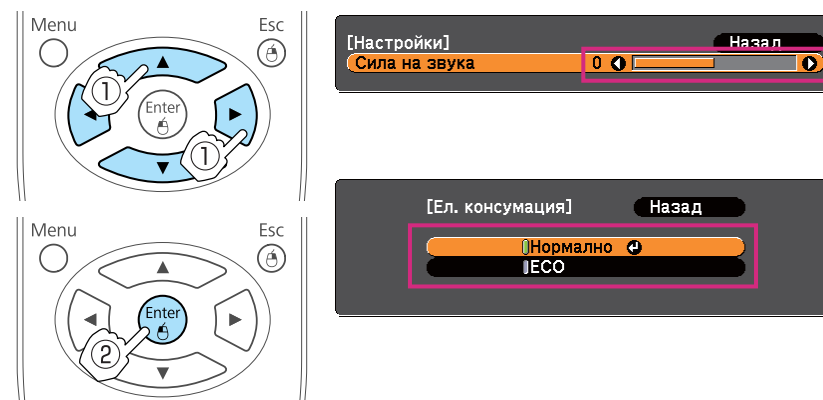 Menu
Esc
Enter
1
1
[Настройки]
Назад
Сила на звука
0
Menu
Esc
Enter
2
[Ел. консумация]
Назад
Нормално
ECO